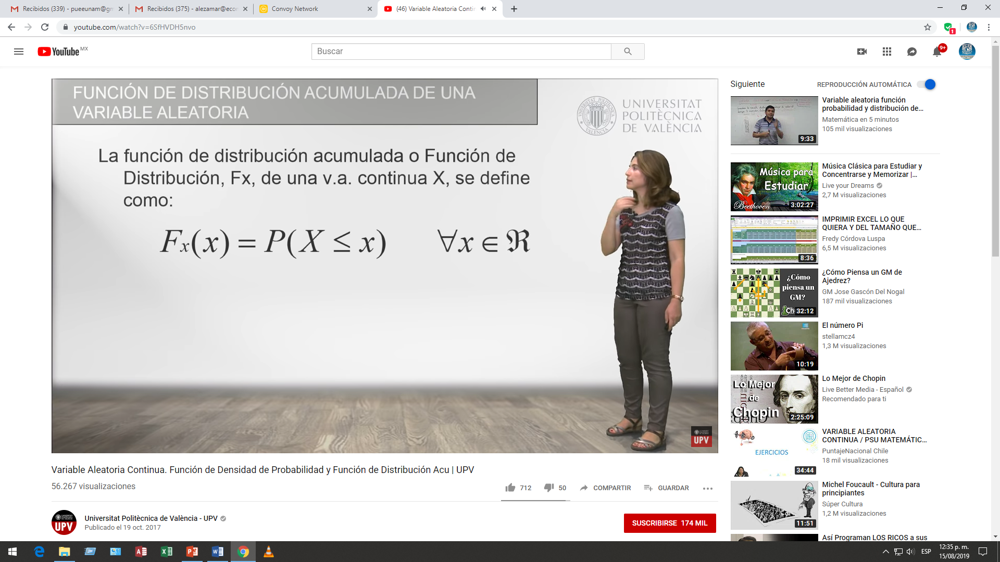 Recibidos (339) - pueeunam@gm
Recibidos (375) - alezamar@econ
Convoy Network
(46) Variable Aleatoria Contin
youtube.com/watch?v=6SfHVDH5nvo
1
YouTube MX
Buscar
9+
FUNCIÓN DE DISTRIBUCIÓN ACUMULADA DE UNA
VARIABLE ALEATORIA
UNIVERSITAT
POLITÈCNICA
DE VALÈNCIA
La función de distribución acumulada o Función de
Distribución, Fx, de una v.a. continua X, se define
como:
Fx(x) = P(X ≤ x) ∀x ∈ ℜ
UPV
Variable Aleatoria Continua. Función de Densidad de Probabilidad y Función de Distribución Acu | UPV
56.267 visualizaciones
712
50
COMPARTIR
GUARDAR
UPV
Universitat Politècnica de València - UPV
Publicado el 19 oct. 2017
SUSCRIBIRSE 174 MIL
Siguiente
REPRODUCCIÓN AUTOMÁTICA
9:33
Variable aleatoria función
probabilidad y distribución de...
Matemática en 5 minutos
105 mil visualizaciones
Música para
Estudiar
Beethoven
3:02:27
Música Clásica para Estudiar y
Concentrarse y Memorizar |...
Live your Dreams
2,7 M visualizaciones
8:36
IMPRIMIR EXCEL LO QUE
QUIERA Y DEL TAMAÑO QUE...
Fredy Córdova Luspa
6,5 M visualizaciones
¿Cómo
piensa un
GM?
Ch
32:12
¿Cómo Piensa un GM de
Ajedrez?
GM Jose Gascón Del Nogal
187 mil visualizaciones
10:19
El número Pi
stellamcz4
1,3 M visualizaciones
Lo Mejor
de
Chopin
2:25:09
Lo Mejor de Chopin
Live Better Media - Español
Recomendado para ti
EJERCICIOS
34:44
VARIABLE ALEATORIA
CONTINUA / PSU MATEMÁTIC...
PuntajeNacional Chile
18 mil visualizaciones
11:51
Michel Foucault - Cultura para
principiantes
Súper Cultura
1,2 M visualizaciones
Así Programan LOS RICOS a sus
ESP
12:35 p. m.
15/08/2019